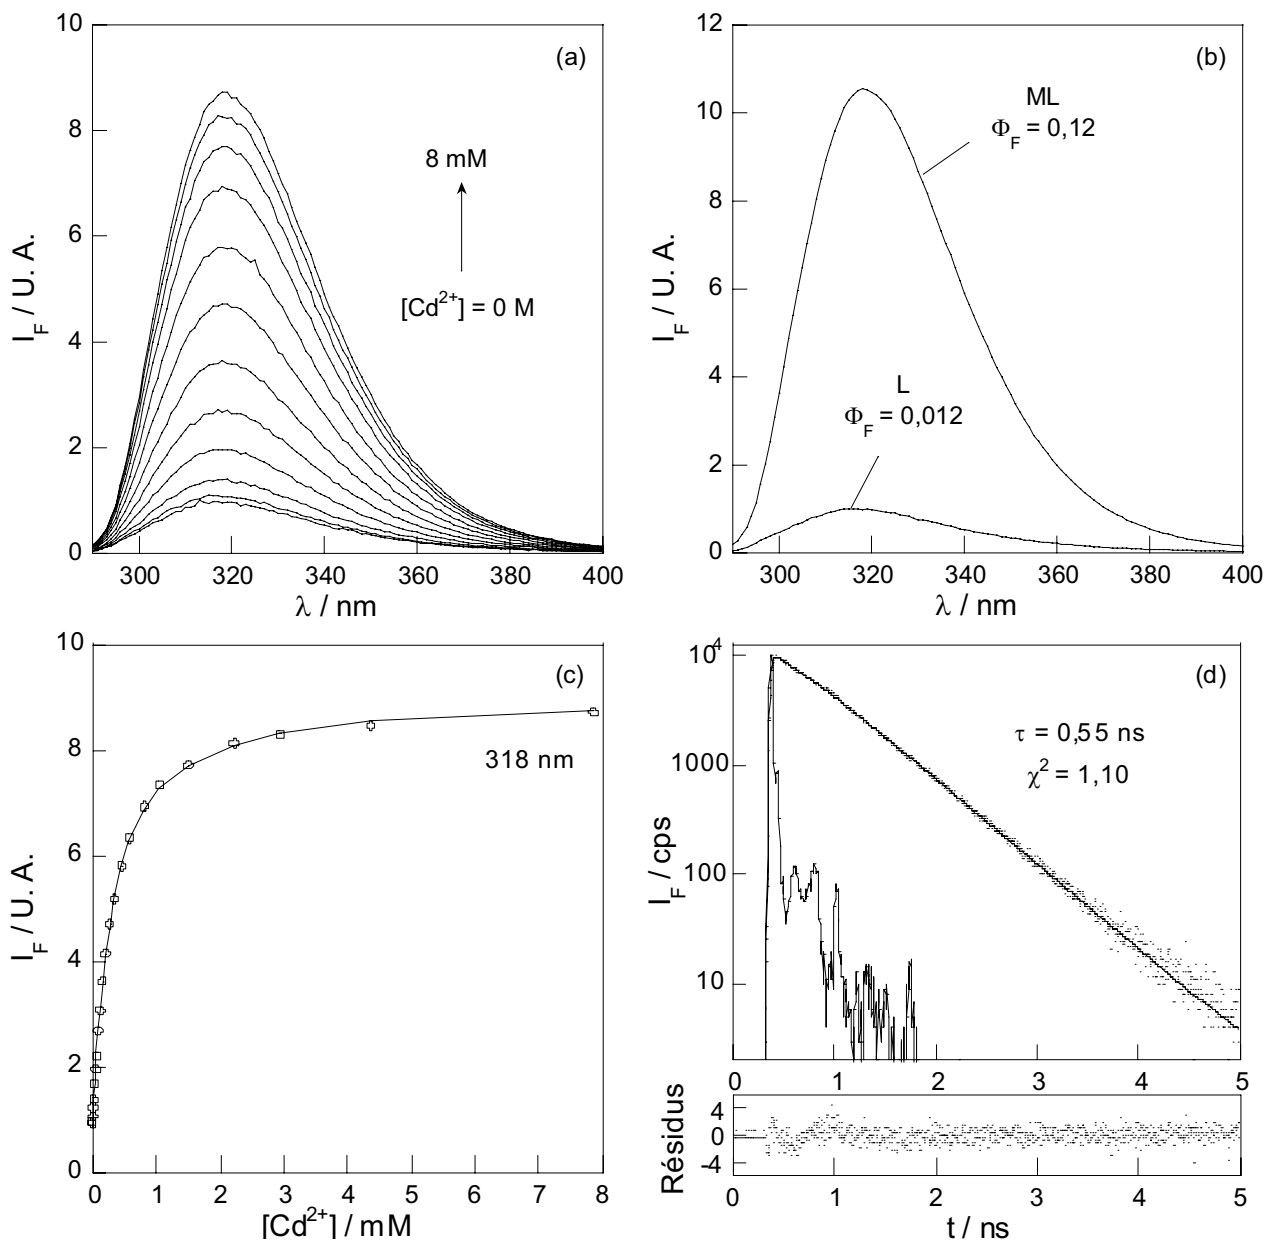 10
8
6
4
2
0
300
320
340
360
380
400
λ / nm
I_F / U. A.
(a)
8 mM
[Cd²⁺] = 0 M
12
10
8
6
4
2
0
300
320
340
360
380
400
λ / nm
I_F / U. A.
(b)
ML
Φ_F = 0,12
L
Φ_F = 0,012
10
8
6
4
2
0
0
1
2
3
4
5
6
7
8
[Cd²⁺] / mM
I_F / U. A.
(c)
318 nm
10⁴
1000
100
10
0
1
2
3
4
5
I_F / cps
(d)
τ = 0,55 ns
χ² = 1,10
4
0
-4
Résidus
0
1
2
3
4
5
t / ns